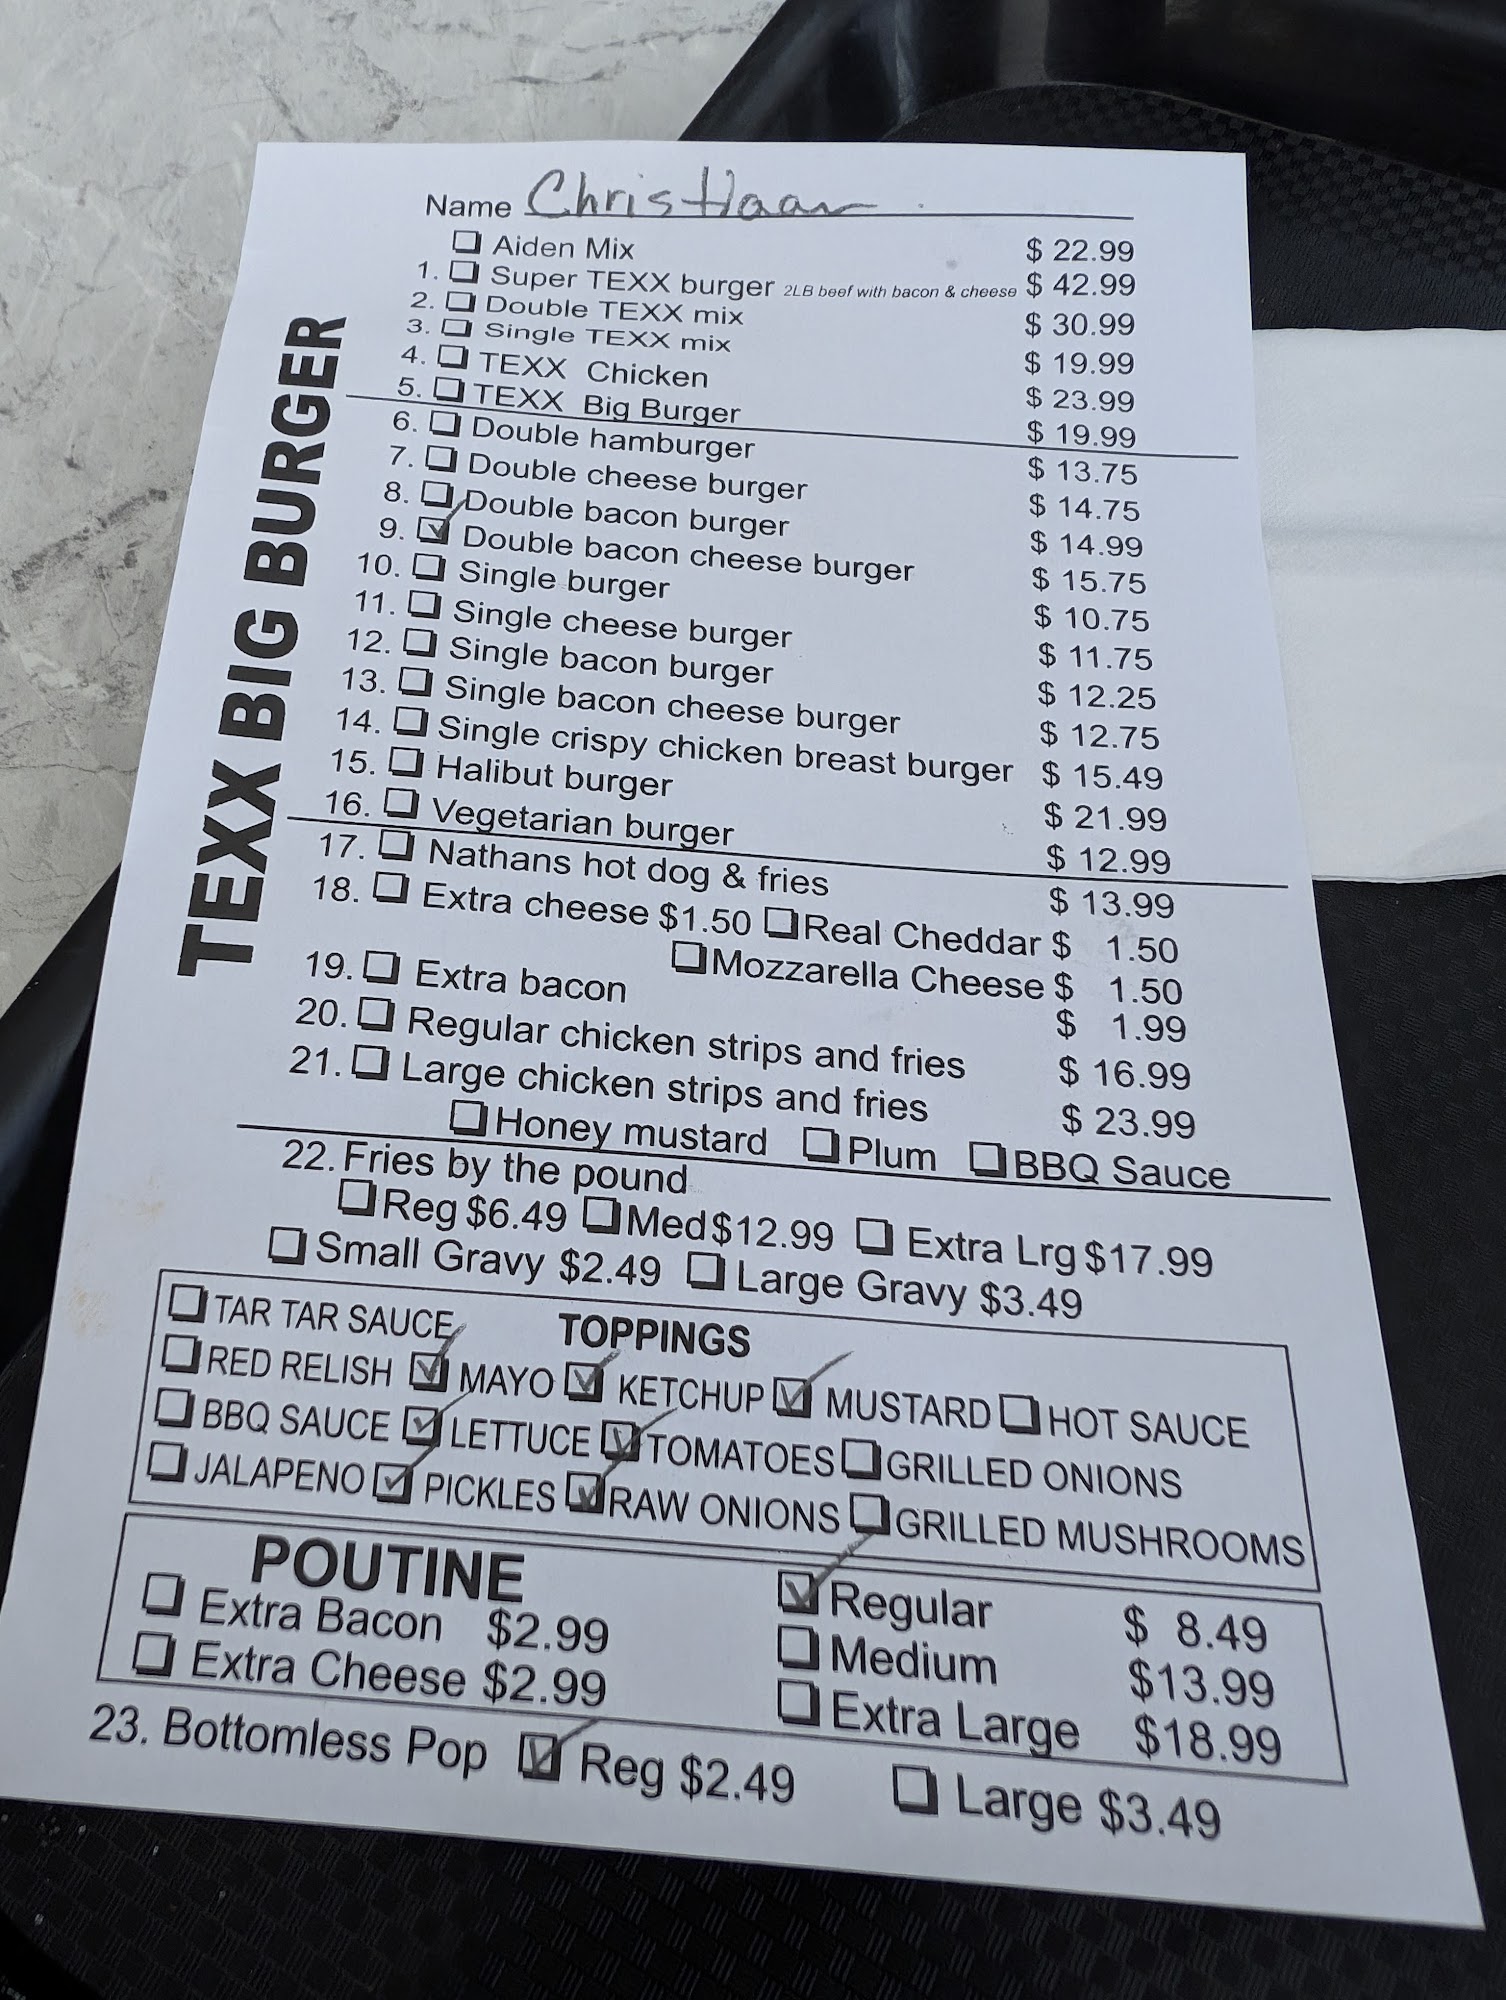 Name Christiaan
☐ Aiden Mix $ 22.99
1. ☐ Super TEXX burger 2LB beef with bacon & cheese $ 42.99
2. ☐ Double TEXX mix $ 30.99
3. ☐ Single TEXX mix $ 19.99
4. ☐ TEXX Chicken $ 23.99
5. ☐ TEXX Big Burger $ 19.99
6. ☐ Double hamburger $ 13.75
7. ☐ Double cheese burger $ 14.75
8. ☐ Double bacon burger $ 14.99
9. ☑ Double bacon cheese burger $ 15.75
10. ☐ Single burger $ 10.75
11. ☐ Single cheese burger $ 11.75
12. ☐ Single bacon burger $ 12.25
13. ☐ Single bacon cheese burger $ 12.75
14. ☐ Single crispy chicken breast burger $ 15.49
15. ☐ Halibut burger $ 21.99
16. ☐ Vegetarian burger $ 12.99
17. ☐ Nathans hot dog & fries $ 13.99
18. ☐ Extra cheese $1.50 ☐ Real Cheddar $ 1.50
☐ Mozzarella Cheese $ 1.50
19. ☐ Extra bacon $ 1.99
20. ☐ Regular chicken strips and fries $ 16.99
21. ☐ Large chicken strips and fries $ 23.99
☐ Honey mustard ☐ Plum ☐ BBQ Sauce
22. Fries by the pound
☐ Reg $6.49 ☐ Med $12.99 ☐ Extra Lrg $17.99
☐ Small Gravy $2.49 ☐ Large Gravy $3.49
TEXX BIG BURGER
☐ TAR TAR SAUCE TOPPINGS
☐ RED RELISH ☑ MAYO ☑ KETCHUP ☑ MUSTARD ☐ HOT SAUCE
☐ BBQ SAUCE ☑ LETTUCE ☑ TOMATOES ☐ GRILLED ONIONS
☐ JALAPENO ☑ PICKLES ☑ RAW ONIONS ☐ GRILLED MUSHROOMS
POUTINE
☐ Extra Bacon $2.99
☐ Extra Cheese $2.99
☑ Regular $ 8.49
☐ Medium $13.99
☐ Extra Large $18.99
23. Bottomless Pop ☑ Reg $2.49 ☐ Large $3.49